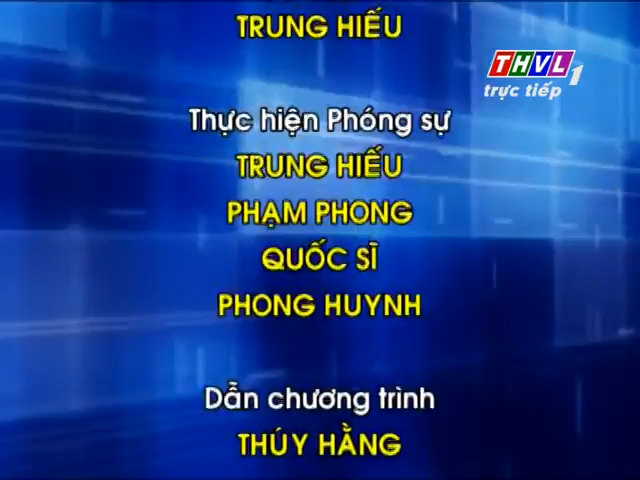 TRUNG HIẾU
THVL1
trực tiếp
Thực hiện Phóng sự
TRUNG HIẾU
PHẠM PHONG
QUỐC SĨ
PHONG HUYNH
Dẫn chương trình
THÚY HẰNG